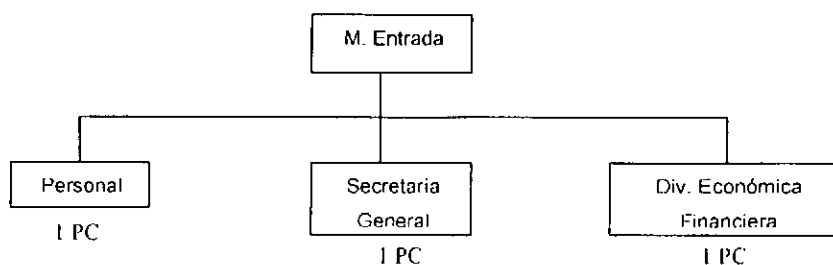 M. Entrada
Personal
1 PC
Secretaria
General
1 PC
Div. Económica
Financiera
1 PC